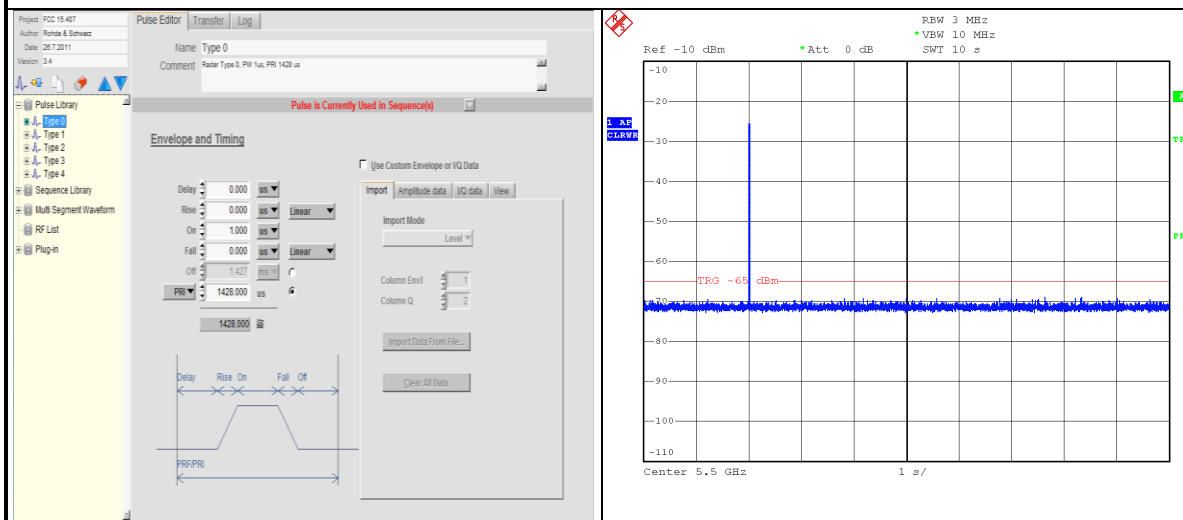 Project FCC 15.407
Author Rohde & Schwarz
Date 26.7.2011
Version 3.4
Pulse Library
Type 0
Type 1
Type 2
Type 3
Type 4
Sequence Library
Multi Segment Waveform
RF List
Plug-in
Pulse Editor Transfer Log
Name Type 0
Comment Radar Type 0, PW 1us, PRI 1428 us
Pulse is Currently Used in Sequence(s)
Envelope and Timing
Use Custom Envelope or I/Q Data
Delay 0.000 us
Rise 0.000 us Linear
On 1.000 us
Fall 0.000 us Linear
Off 1.427 ms
PRI 1428.000 us
1428.000
Import Amplitude data I/Q data View
Import Mode
Level
Column Env/I 1
Column Q 2
Import Data From File...
Clear All Data
Delay Rise On Fall Off
PRF/PRI
R S
RBW 3 MHz
*VBW 10 MHz
Ref -10 dBm *Att 0 dB SWT 10 s
1 AP
CLRWR
-10
-20
-30
-40
-50
-60
TRG -65 dBm
-70
-80
-90
-100
-110
Center 5.5 GHz 1 s/